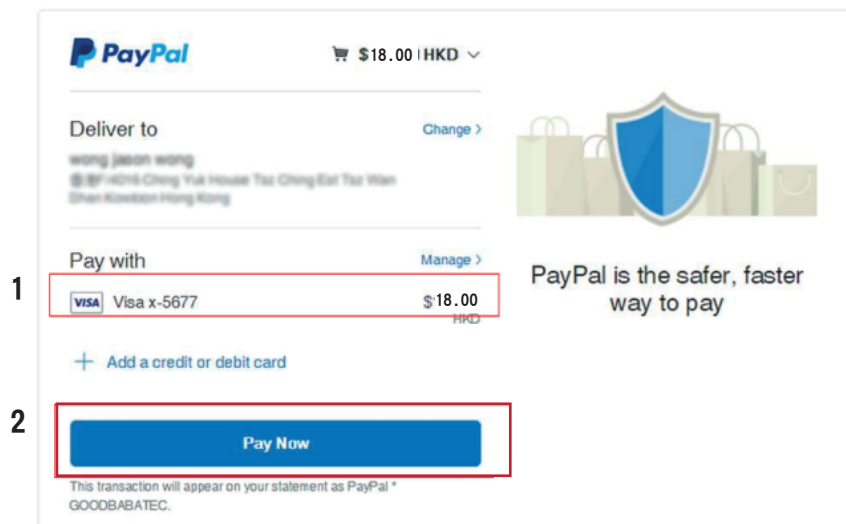 PayPal
$18.00 HKD
Deliver to
Change >
Pay with
Manage >
1
VISA Visa x-5677
$18.00
HKD
+ Add a credit or debit card
2
Pay Now
This transaction will appear on your statement as PayPal *
GOODBABATEC.
PayPal is the safer, faster
way to pay